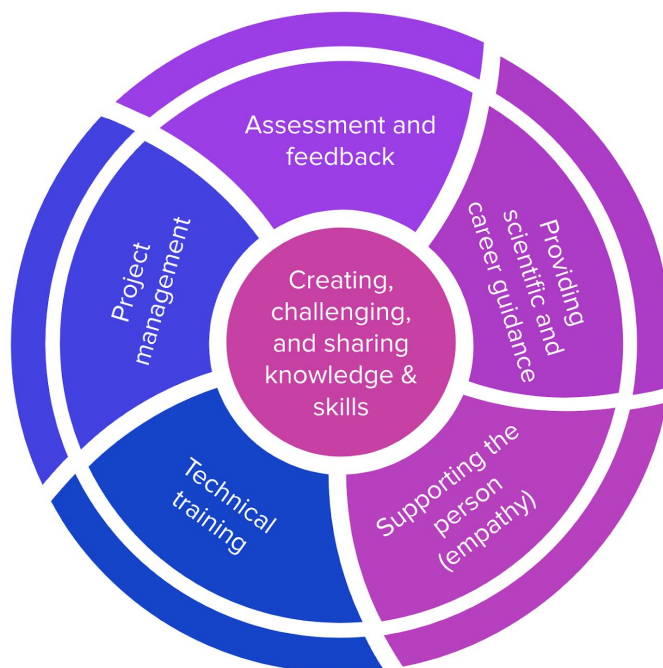 Assessment and
feedback
Providing
scientific and
career guidance
Supporting the
person
(empathy)
Technical
training
Project
management
Creating,
challenging,
and sharing
knowledge &
skills